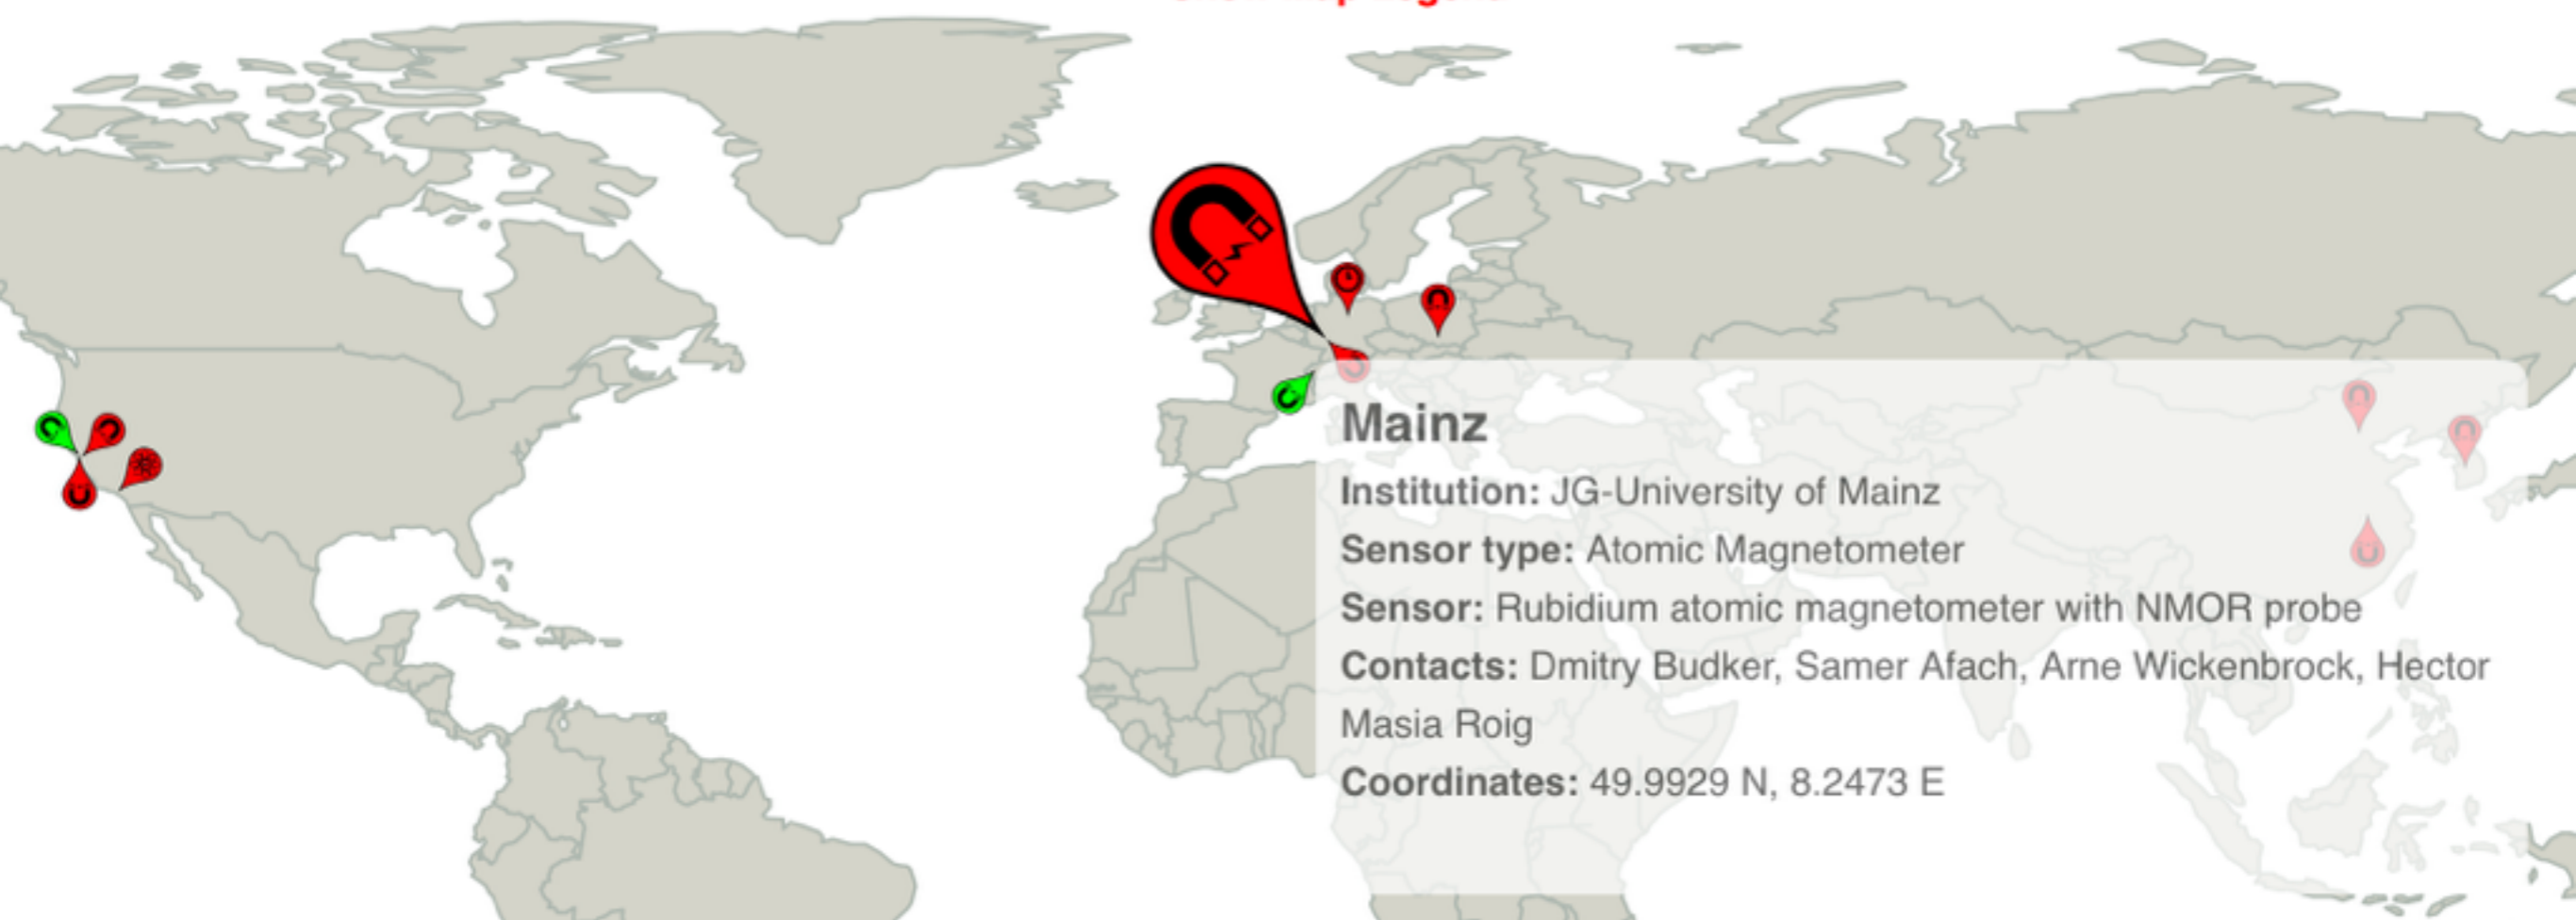 Mainz
Institution: JG-University of Mainz
Sensor type: Atomic Magnetometer
Sensor: Rubidium atomic magnetometer with NMOR probe
Contacts: Dmitry Budker, Samer Afach, Arne Wickenbrock, Hector
Masia Roig
Coordinates: 49.9929 N, 8.2473 E